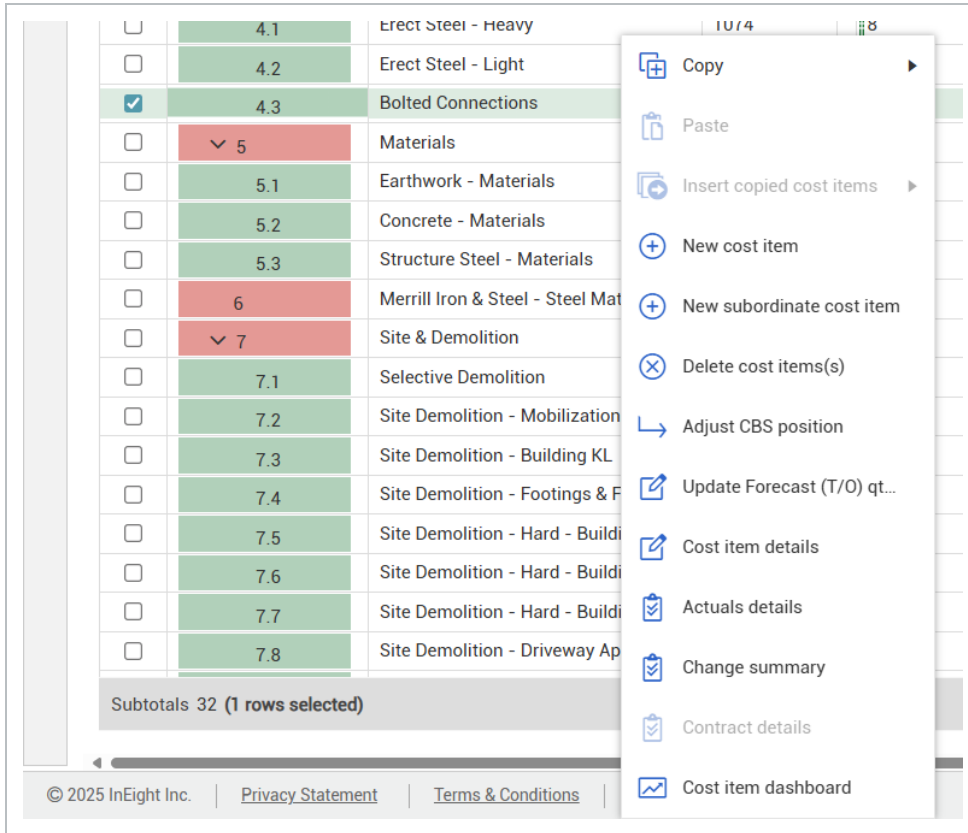 4.1 Erect Steel - Heavy 1074 8
4.2 Erect Steel - Light
4.3 Bolted Connections
5 Materials
5.1 Earthwork - Materials
5.2 Concrete - Materials
5.3 Structure Steel - Materials
6 Merrill Iron & Steel - Steel Mat
7 Site & Demolition
7.1 Selective Demolition
7.2 Site Demolition - Mobilization
7.3 Site Demolition - Building KL
7.4 Site Demolition - Footings & F
7.5 Site Demolition - Hard - Buildi
7.6 Site Demolition - Hard - Buildi
7.7 Site Demolition - Hard - Buildi
7.8 Site Demolition - Driveway Ap
Subtotals 32 (1 rows selected)
Copy
Paste
Insert copied cost items
New cost item
New subordinate cost item
Delete cost items(s)
Adjust CBS position
Update Forecast (T/O) qt...
Cost item details
Actuals details
Change summary
Contract details
Cost item dashboard
© 2025 InEight Inc. Privacy Statement Terms & Conditions